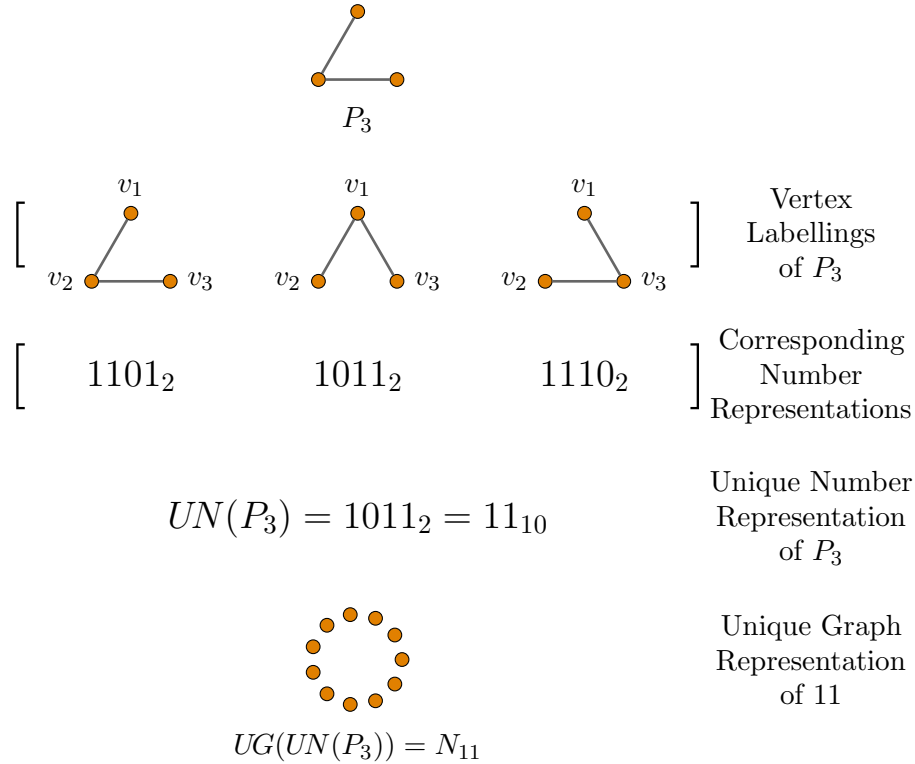 P₃
v₁ v₁ v₁
v₂ v₃ v₂ v₃ v₂ v₃
Vertex
Labellings
of P₃
[ 1101₂ 1011₂ 1110₂ ]
Corresponding
Number
Representations
UN(P₃) = 1011₂ = 11₁₀
Unique Number
Representation
of P₃
Unique Graph
Representation
of 11
UG(UN(P₃)) = N₁₁